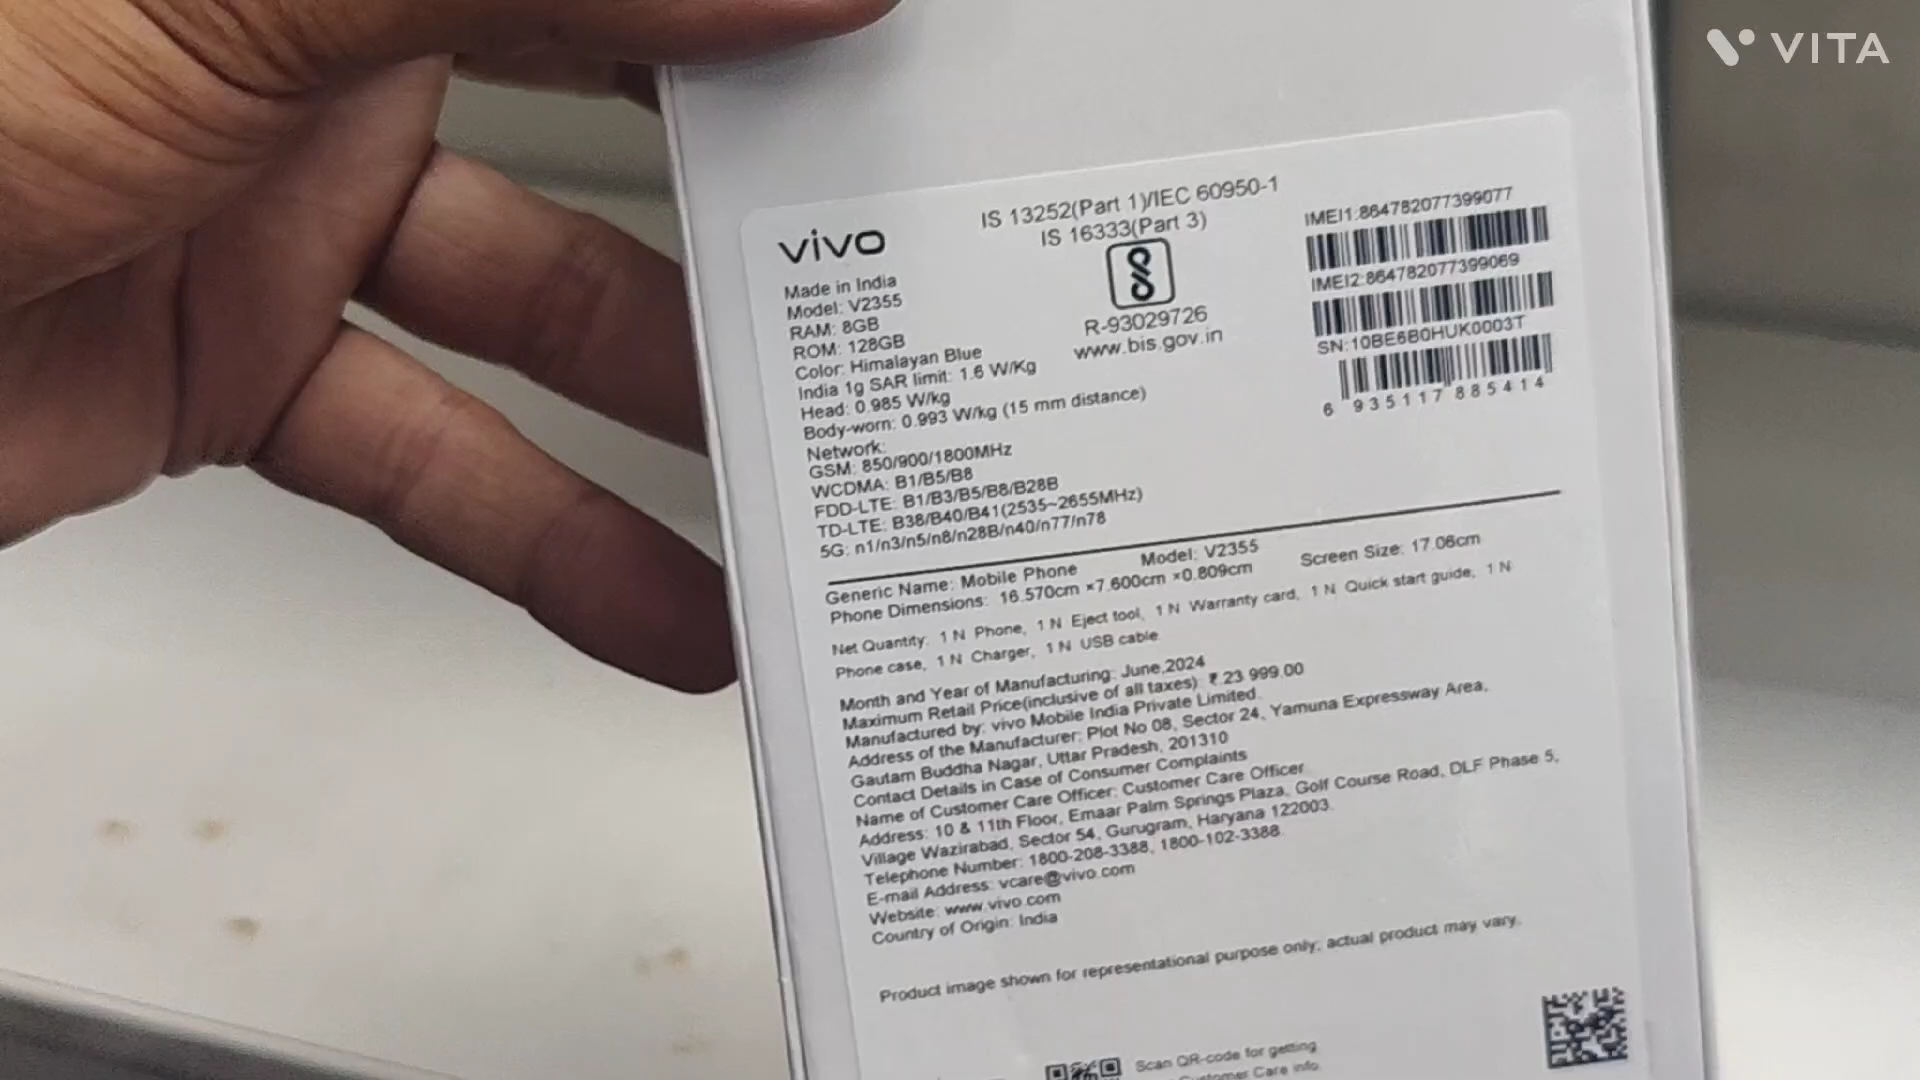 VITA
vivo
IS 13252(Part 1)/IEC 60950-1
IS 16333(Part 3)
R-93029726
www.bis.gov.in
IMEI1:864782077399077
IMEI2:864782077399069
SN:10BE6B0HUK0003T
6 935117 885414
Made in India
Model: V2355
RAM: 8GB
ROM: 128GB
Color: Himalayan Blue
India 1g SAR limit: 1.6 W/Kg
Head: 0.985 W/kg
Body-worn: 0.993 W/kg (15 mm distance)
Network:
GSM: 850/900/1800MHz
WCDMA: B1/B5/B8
FDD-LTE: B1/B3/B5/B8/B28B
TD-LTE: B38/B40/B41(2535~2655MHz)
5G: n1/n3/n5/n8/n28B/n40/n77/n78
Generic Name: Mobile Phone Model: V2355 Screen Size: 17.06cm
Phone Dimensions: 16.570cm ×7.600cm ×0.809cm
Net Quantity: 1 N Phone, 1 N Eject tool, 1 N Warranty card, 1 N Quick start guide, 1 N
Phone case, 1 N Charger, 1 N USB cable
Month and Year of Manufacturing: June,2024
Maximum Retail Price(inclusive of all taxes): ₹ 23 999.00
Manufactured by: vivo Mobile India Private Limited.
Address of the Manufacturer: Plot No 08, Sector 24, Yamuna Expressway Area,
Gautam Buddha Nagar, Uttar Pradesh, 201310
Contact Details in Case of Consumer Complaints
Name of Customer Care Officer: Customer Care Officer
Address: 10 & 11th Floor, Emaar Palm Springs Plaza, Golf Course Road, DLF Phase 5,
Village Wazirabad, Sector 54, Gurugram, Haryana 122003.
Telephone Number: 1800-208-3388, 1800-102-3388.
E-mail Address: vcare@vivo.com
Website: www.vivo.com
Country of Origin: India
Product image shown for representational purpose only; actual product may vary.
Scan QR-code for getting
Customer Care info.